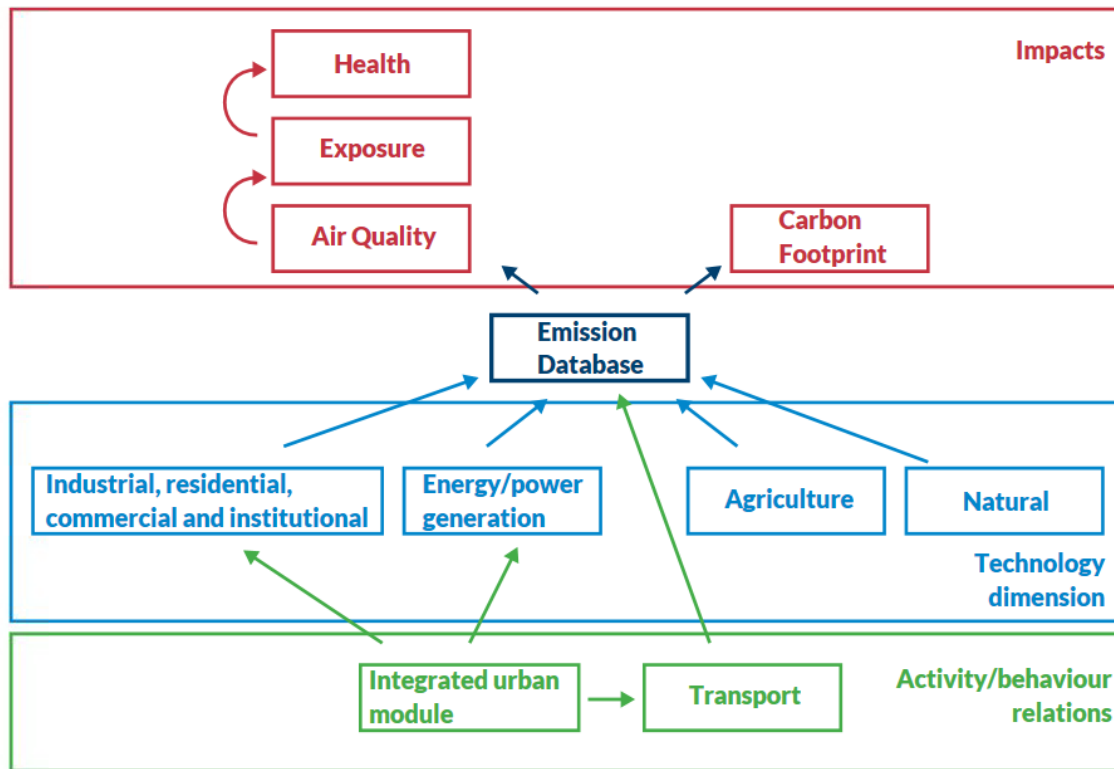 Impacts
Health
Exposure
Air Quality
Carbon
Footprint
Emission
Database
Industrial, residential,
commercial and institutional
Energy/power
generation
Agriculture
Natural
Technology
dimension
Integrated urban
module
Transport
Activity/behaviour
relations